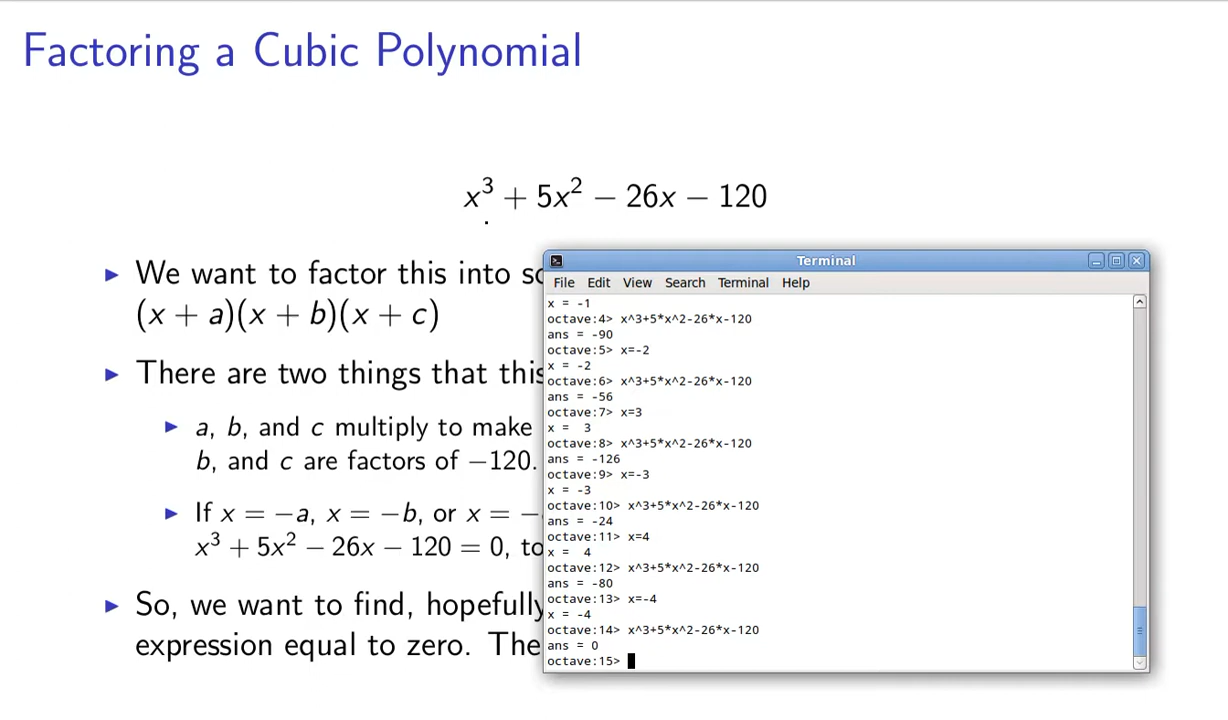 Factoring a Cubic Polynomial
x³ + 5x² − 26x − 120
We want to factor this into
(x + a)(x + b)(x + c)
There are two things that this
a, b, and c multiply to make
b, and c are factors of −120.
If x = −a, x = −b, or x = −
x³ + 5x² − 26x − 120 = 0, to
So, we want to find, hopefully
expression equal to zero. The
Terminal
File Edit View Search Terminal Help
x = -1
octave:4> x^3+5*x^2-26*x-120
ans = -90
octave:5> x=-2
x = -2
octave:6> x^3+5*x^2-26*x-120
ans = -56
octave:7> x=3
x =  3
octave:8> x^3+5*x^2-26*x-120
ans = -126
octave:9> x=-3
x = -3
octave:10> x^3+5*x^2-26*x-120
ans = -24
octave:11> x=4
x =  4
octave:12> x^3+5*x^2-26*x-120
ans = -80
octave:13> x=-4
x = -4
octave:14> x^3+5*x^2-26*x-120
ans = 0
octave:15>